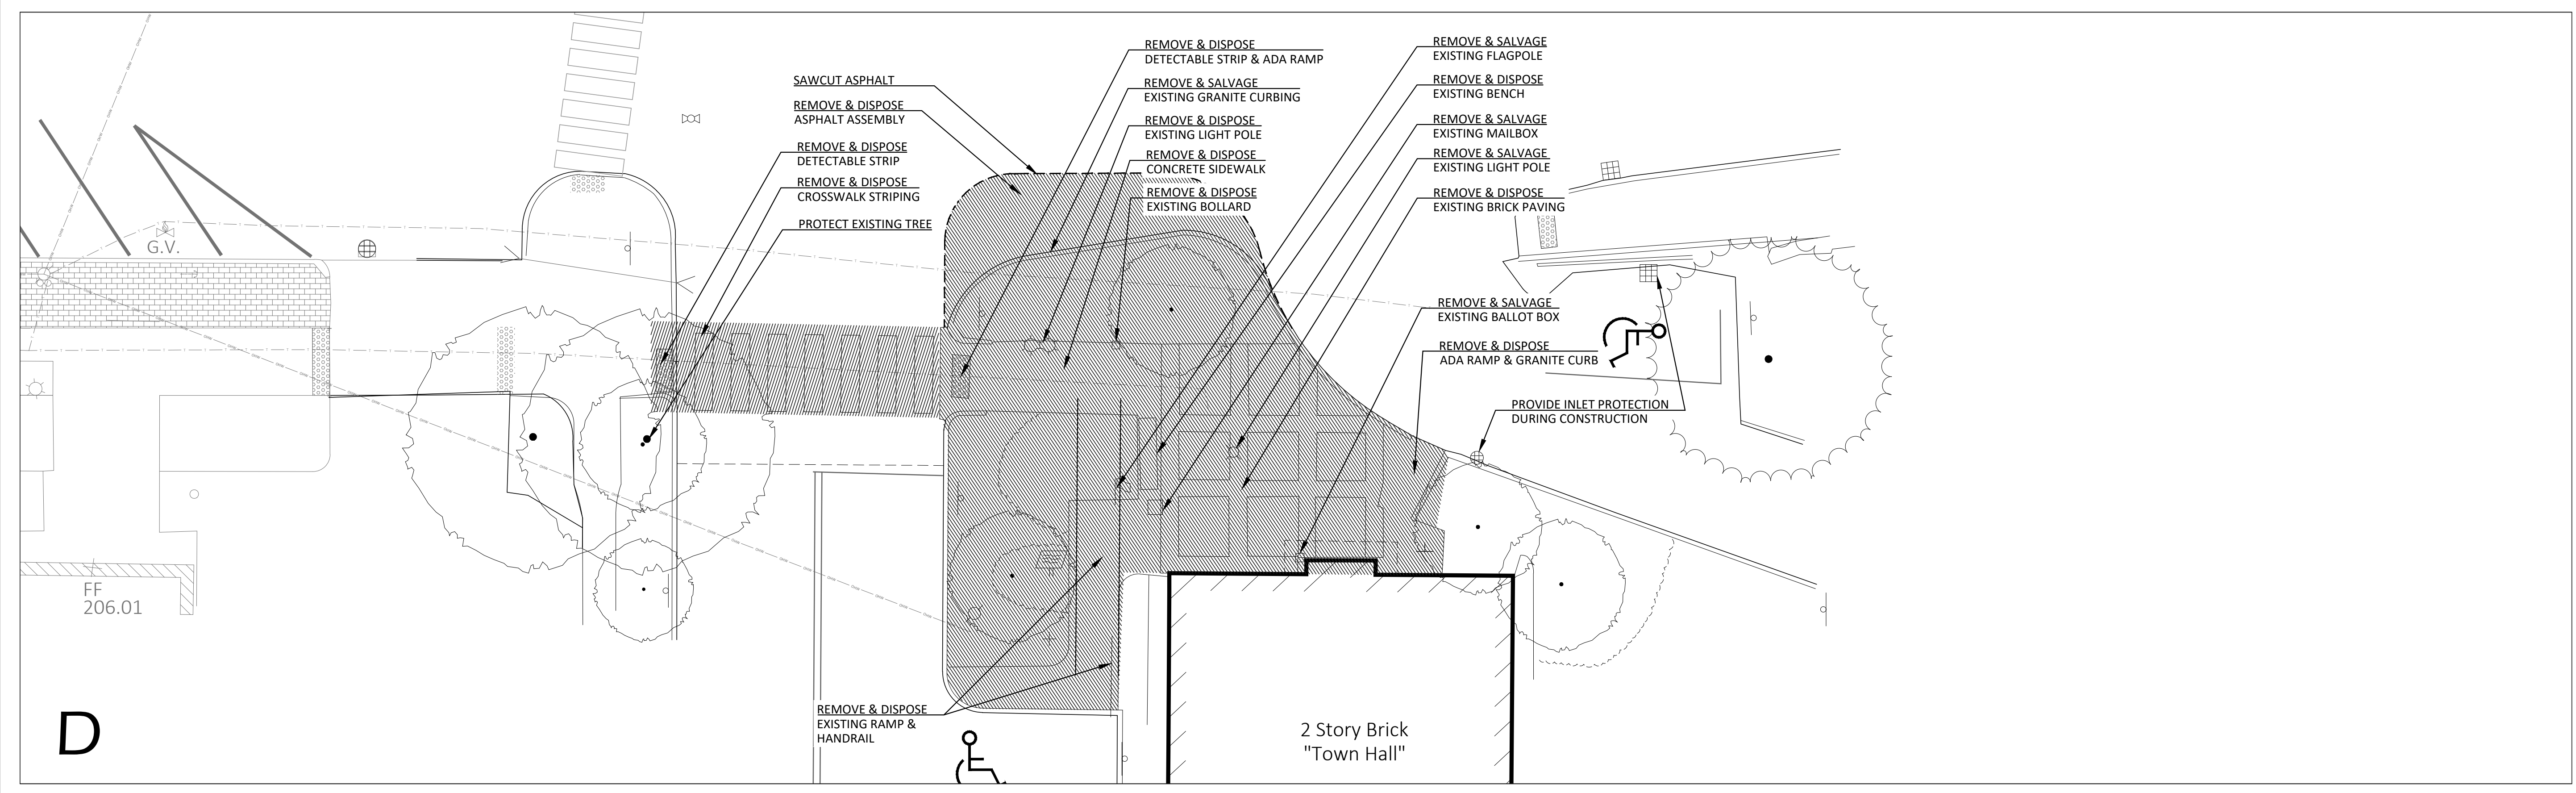 SAWCUT ASPHALT
REMOVE & DISPOSE
ASPHALT ASSEMBLY
REMOVE & DISPOSE
DETECTABLE STRIP
REMOVE & DISPOSE
CROSSWALK STRIPING
PROTECT EXISTING TREE
REMOVE & DISPOSE
DETECTABLE STRIP & ADA RAMP
REMOVE & SALVAGE
EXISTING GRANITE CURBING
REMOVE & DISPOSE
EXISTING LIGHT POLE
REMOVE & DISPOSE
CONCRETE SIDEWALK
REMOVE & DISPOSE
EXISTING BOLLARD
REMOVE & SALVAGE
EXISTING FLAGPOLE
REMOVE & DISPOSE
EXISTING BENCH
REMOVE & SALVAGE
EXISTING MAILBOX
REMOVE & SALVAGE
EXISTING LIGHT POLE
REMOVE & DISPOSE
EXISTING BRICK PAVING
REMOVE & SALVAGE
EXISTING BALLOT BOX
REMOVE & DISPOSE
ADA RAMP & GRANITE CURB
PROVIDE INLET PROTECTION
DURING CONSTRUCTION
G.V.
FF
206.01
REMOVE & DISPOSE
EXISTING RAMP &
HANDRAIL
2 Story Brick
"Town Hall"
D